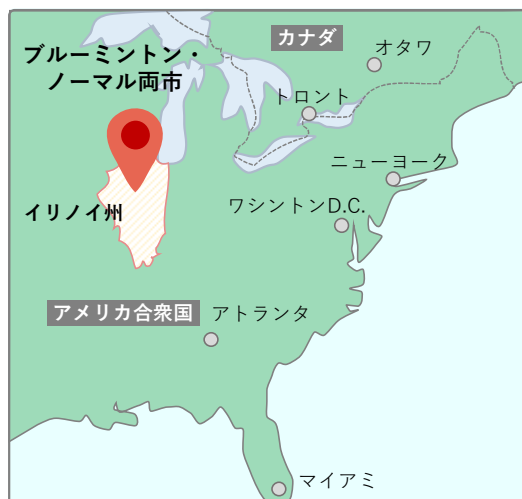 カナダ
オタワ
ブルーミントン・
ノーマル両市
トロント
ニューヨーク
イリノイ州
ワシントンD.C.
アメリカ合衆国
アトランタ
マイアミ